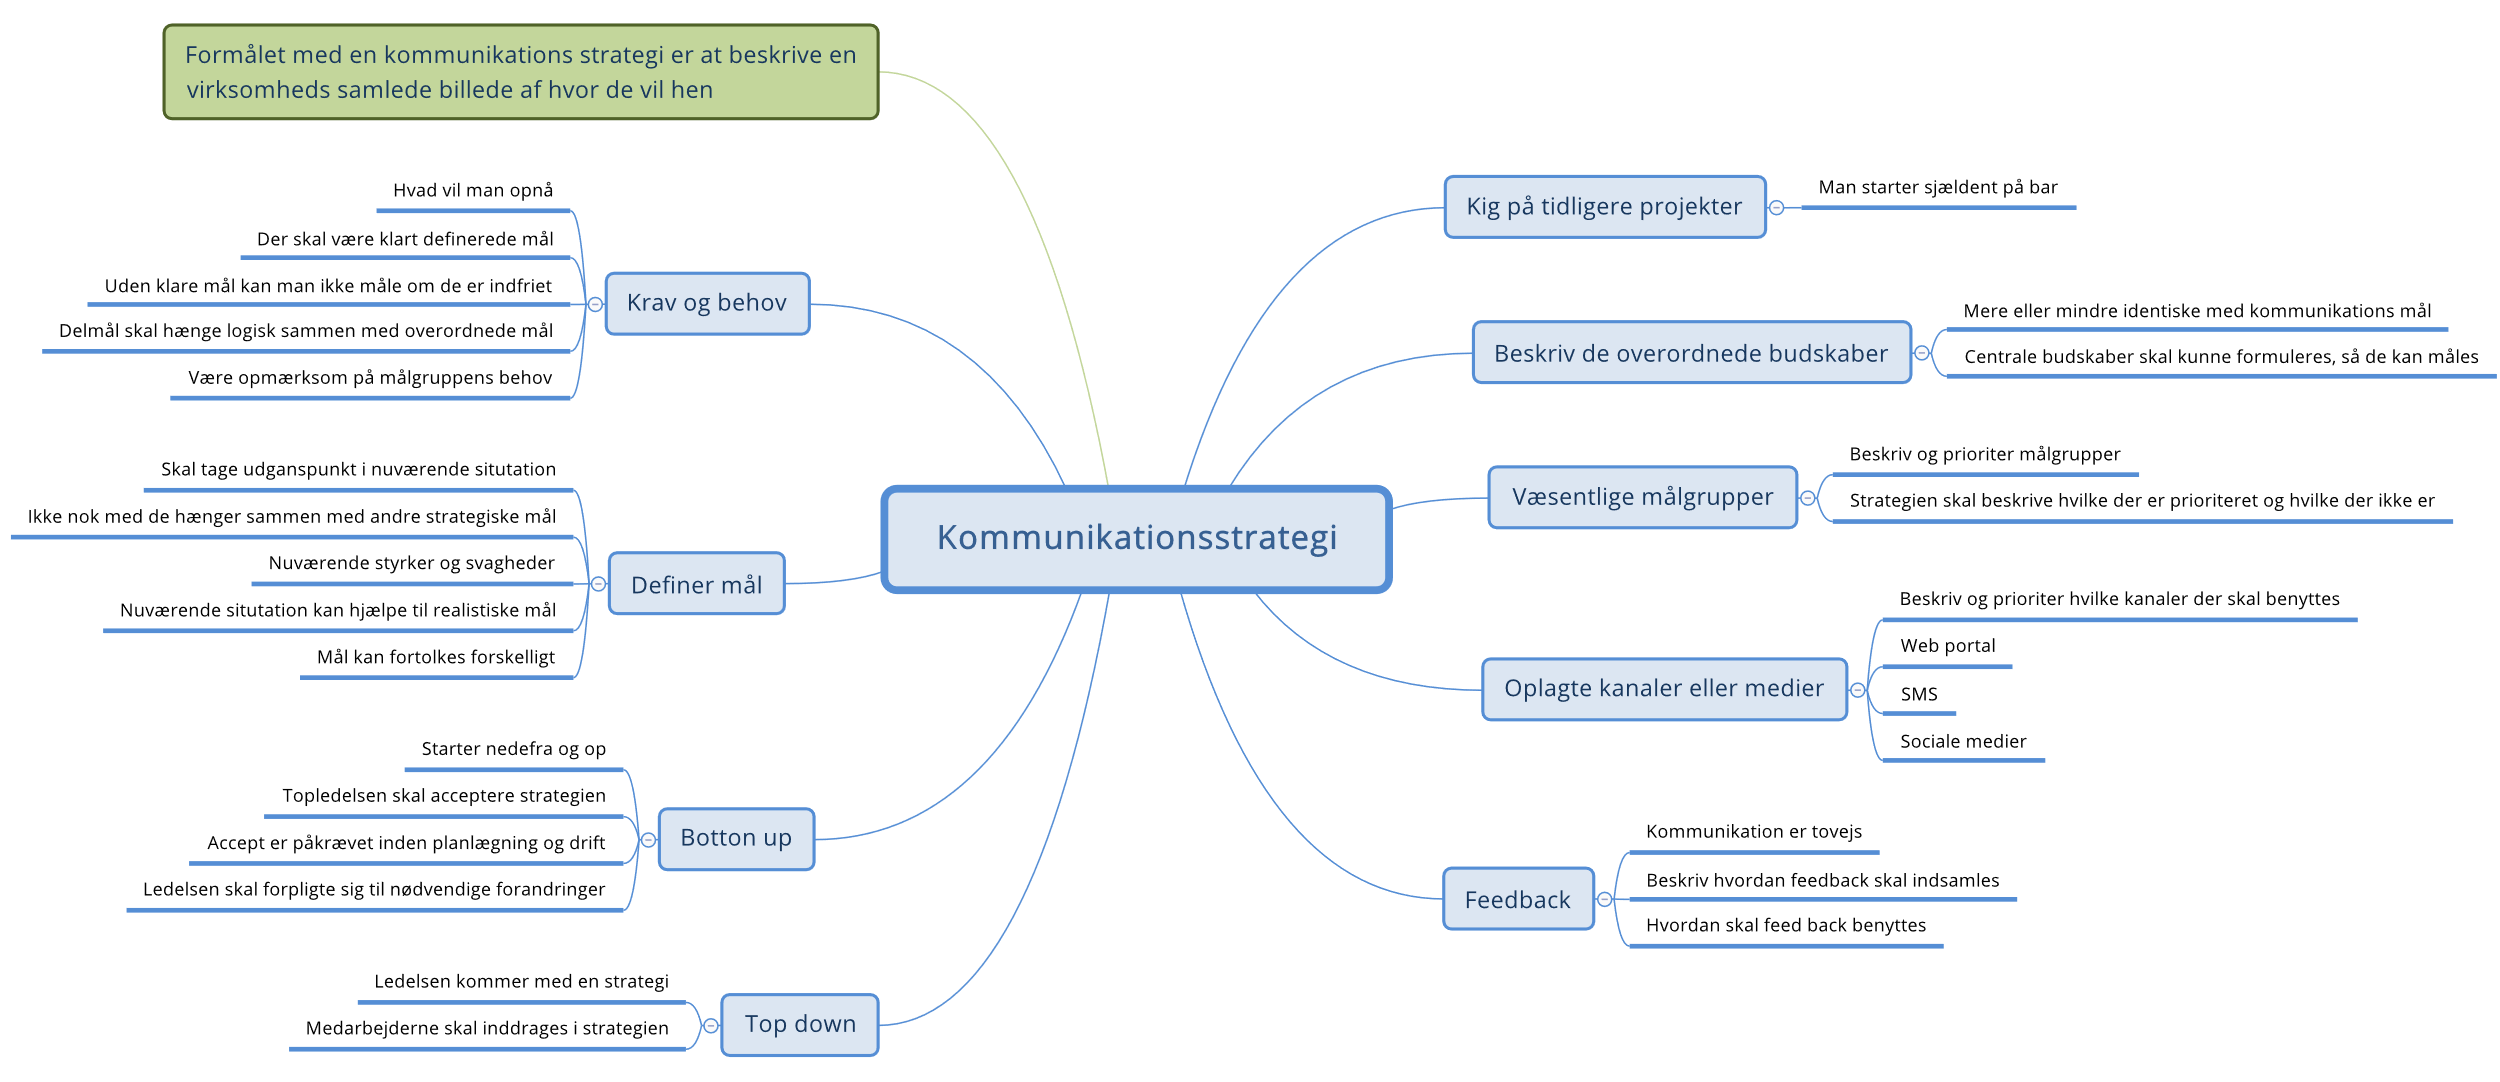 Formålet med en kommunikations strategi er at beskrive en
virksomheds samlede billede af hvor de vil hen
Kommunikationsstrategi
Krav og behov
Hvad vil man opnå
Der skal være klart definerede mål
Uden klare mål kan man ikke måle om de er indfriet
Delmål skal hænge logisk sammen med overordnede mål
Være opmærksom på målgruppens behov
Definer mål
Skal tage udganspunkt i nuværende situtation
Ikke nok med de hænger sammen med andre strategiske mål
Nuværende styrker og svagheder
Nuværende situtation kan hjælpe til realistiske mål
Mål kan fortolkes forskelligt
Botton up
Starter nedefra og op
Topledelsen skal acceptere strategien
Accept er påkrævet inden planlægning og drift
Ledelsen skal forpligte sig til nødvendige forandringer
Top down
Ledelsen kommer med en strategi
Medarbejderne skal inddrages i strategien
Kig på tidligere projekter
Man starter sjældent på bar
Beskriv de overordnede budskaber
Mere eller mindre identiske med kommunikations mål
Centrale budskaber skal kunne formuleres, så de kan måles
Væsentlige målgrupper
Beskriv og prioriter målgrupper
Strategien skal beskrive hvilke der er prioriteret og hvilke der ikke er
Oplagte kanaler eller medier
Beskriv og prioriter hvilke kanaler der skal benyttes
Web portal
SMS
Sociale medier
Feedback
Kommunikation er tovejs
Beskriv hvordan feedback skal indsamles
Hvordan skal feed back benyttes